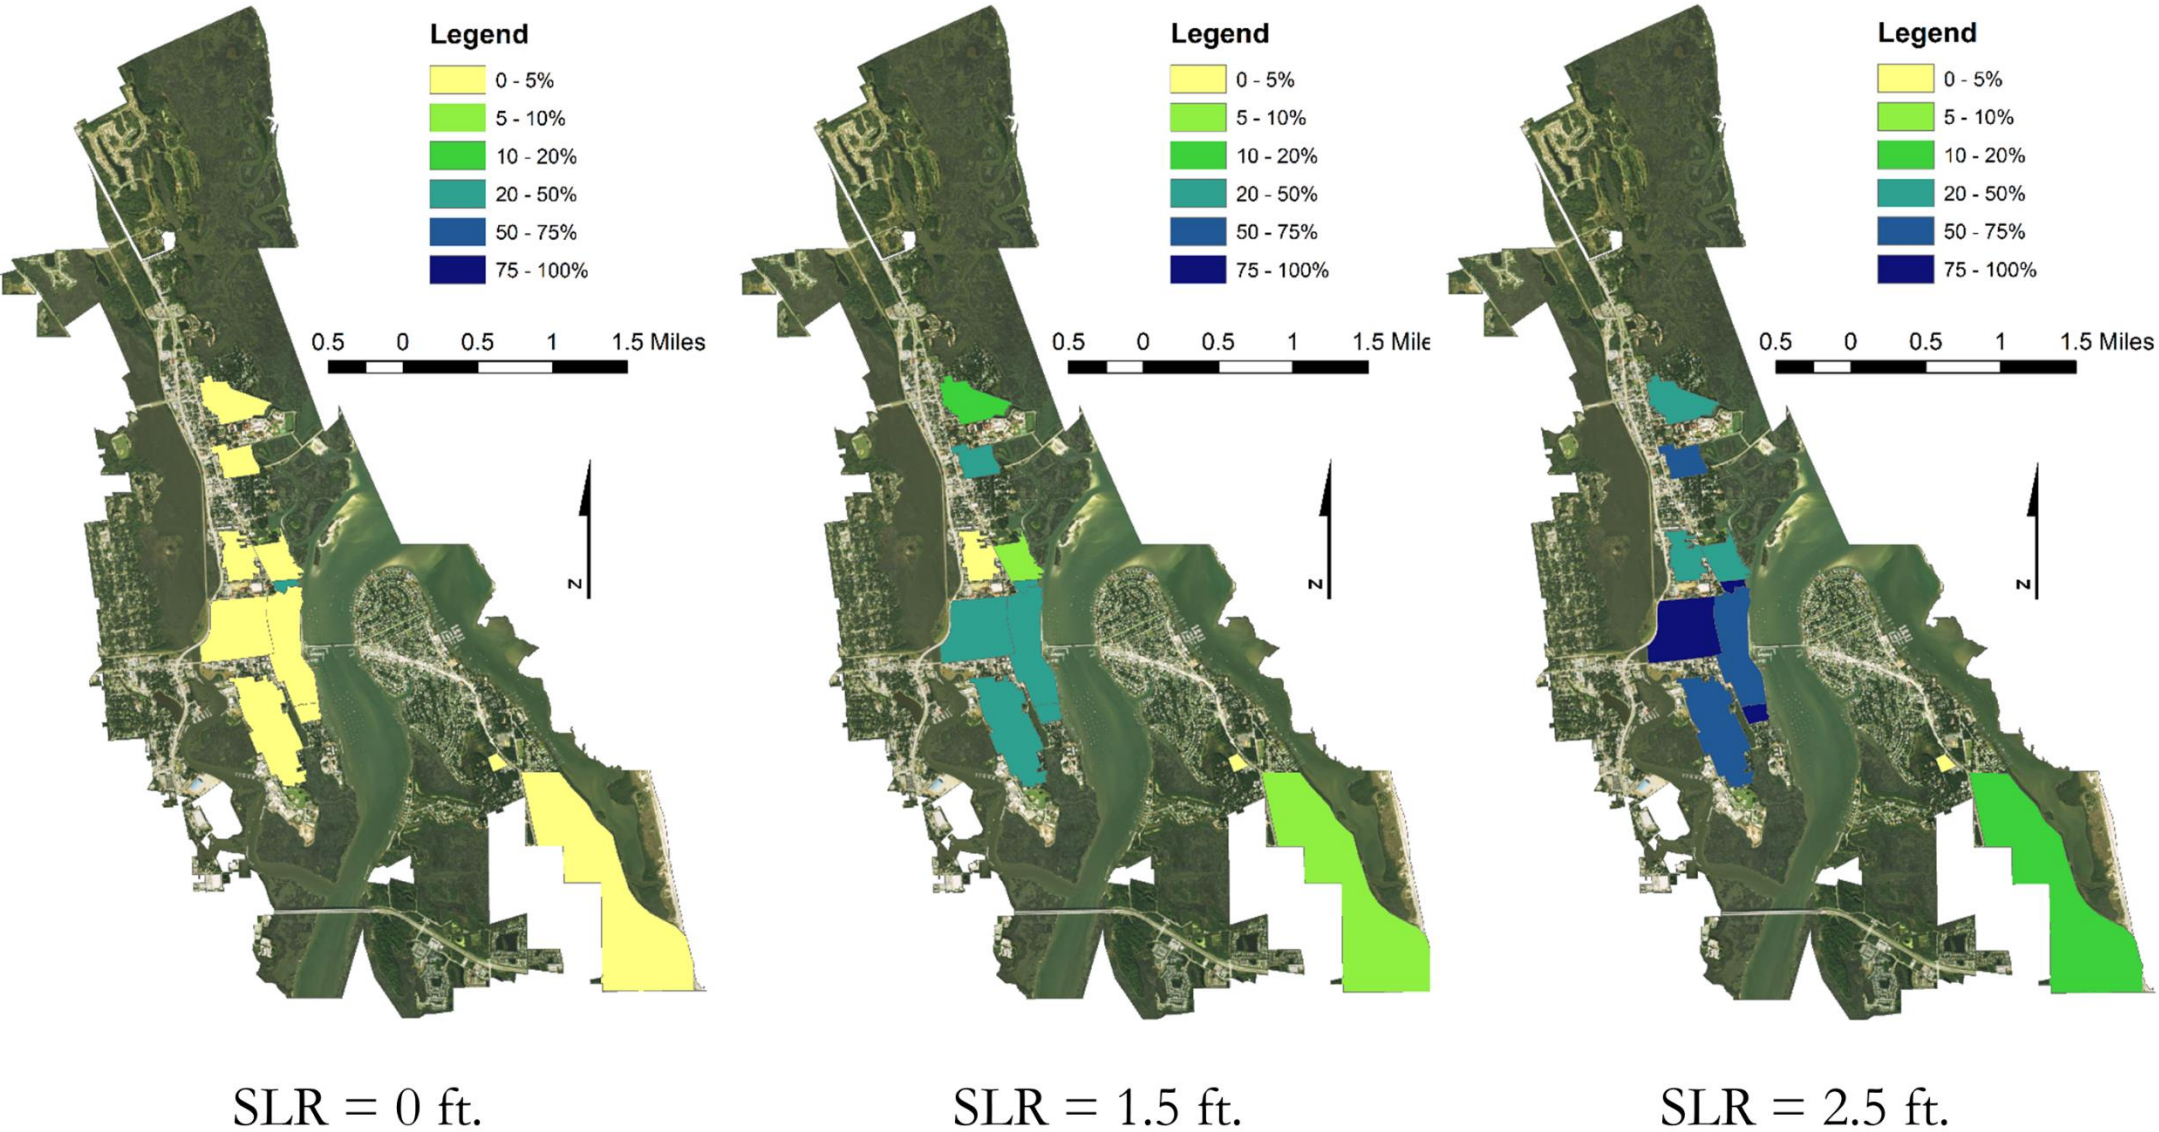 Legend
0 - 5%
5 - 10%
10 - 20%
20 - 50%
50 - 75%
75 - 100%
0.5 0 0.5 1 1.5 Miles
z
SLR = 0 ft.
Legend
0 - 5%
5 - 10%
10 - 20%
20 - 50%
50 - 75%
75 - 100%
0.5 0 0.5 1 1.5 Mile
z
SLR = 1.5 ft.
Legend
0 - 5%
5 - 10%
10 - 20%
20 - 50%
50 - 75%
75 - 100%
0.5 0 0.5 1 1.5 Miles
z
SLR = 2.5 ft.